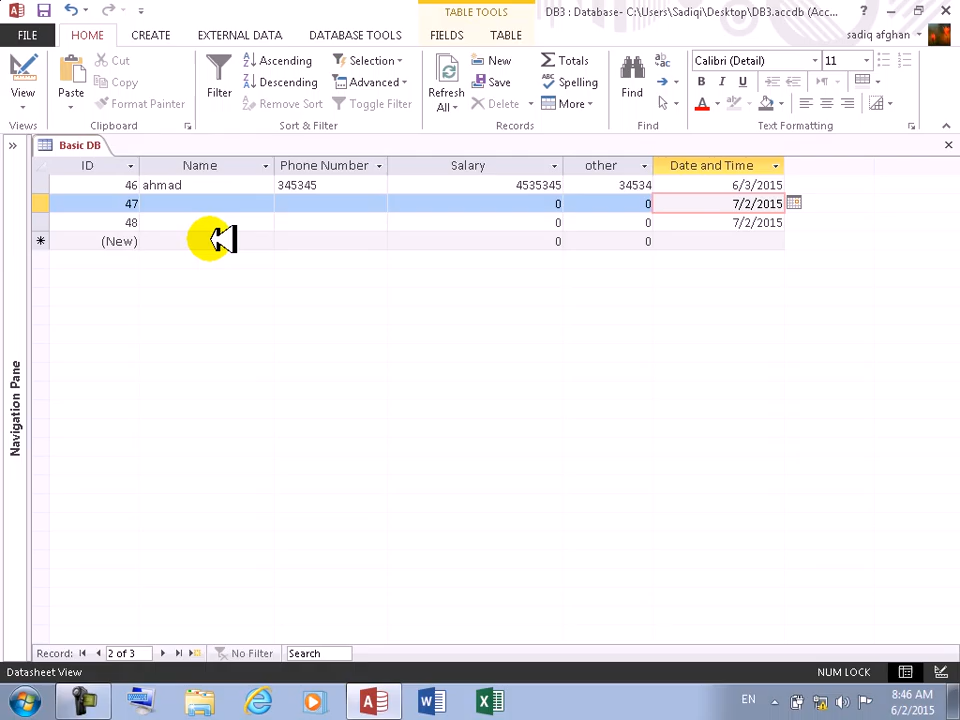 TABLE TOOLS DB3 : Database- C:\Users\Sadiqi\Desktop\DB3.accdb (Acc... ?
FILE HOME CREATE EXTERNAL DATA DATABASE TOOLS FIELDS TABLE sadiq afghan
View Paste Cut Copy Format Painter
Filter Ascending Descending Remove Sort Selection Advanced Toggle Filter
Refresh All New Save Delete Totals Spelling More
Find abc ac Calibri (Detail) 11
B I U A
Views Clipboard Sort & Filter Records Find Text Formatting
» Basic DB
ID Name Phone Number Salary other Date and Time
46 ahmad 345345 4535345 34534 6/3/2015
47 0 0 7/2/2015
48 0 0 7/2/2015
* (New) 0 0
Navigation Pane
Record: 2 of 3 No Filter Search
Datasheet View NUM LOCK
EN 8:46 AM
6/2/2015